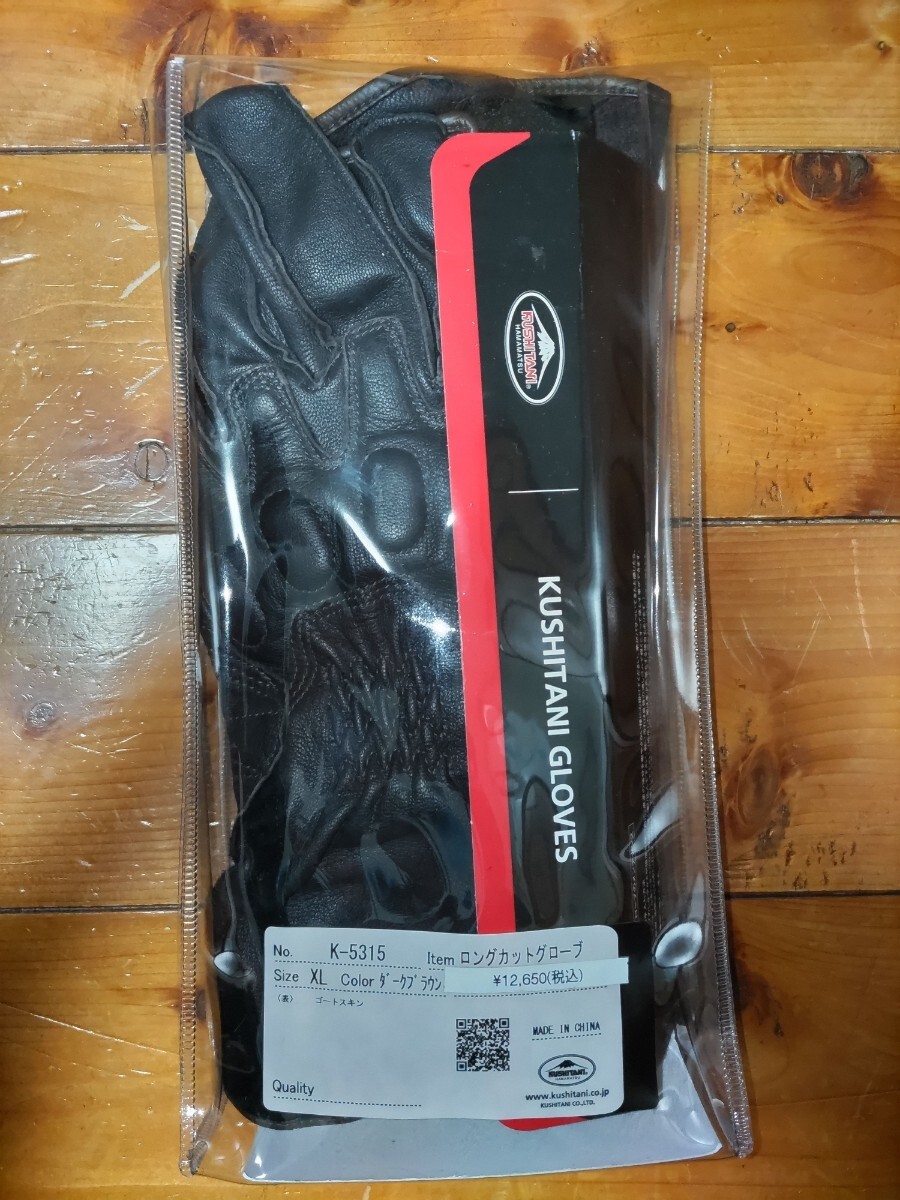 KUSHITANI®
HAMAMATSU
KUSHITANI GLOVES
No. K-5315 Item ロングカットグローブ
Size XL Color ダークブラウン ¥12,650(税込)
(表) ゴートスキン
MADE IN CHINA
KUSHITANI.
HAMAMATSU
Quality
www.kushitani.co.jp
KUSHITANI CO.,LTD.